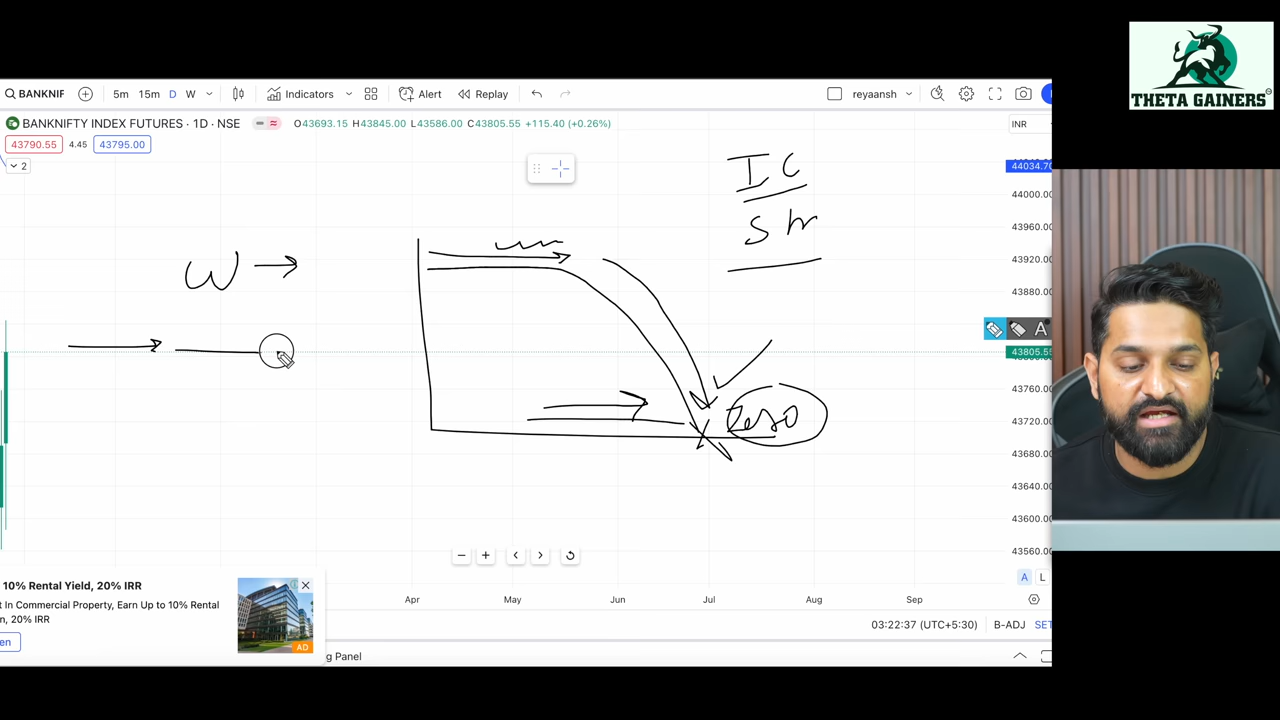 THETA GAINERS
BANKNIF 5m 15m D W Indicators Alert Replay reyaansh
BANKNIFTY INDEX FUTURES · 1D · NSE O43693.15 H43845.00 L43586.00 C43805.55 +115.40 (+0.26%) INR
43790.55 4.45 43795.00
2
44034.70
44000.00
43960.00
43920.00
43880.00
43805.55
43760.00
43720.00
43680.00
43640.00
43600.00
43560.00
I C
W
Zero
A
10% Rental Yield, 20% IRR
t In Commercial Property, Earn Up to 10% Rental
n, 20% IRR
en
AD
A L
Apr May Jun Jul Aug Sep
03:22:37 (UTC+5:30) B-ADJ SET
g Panel